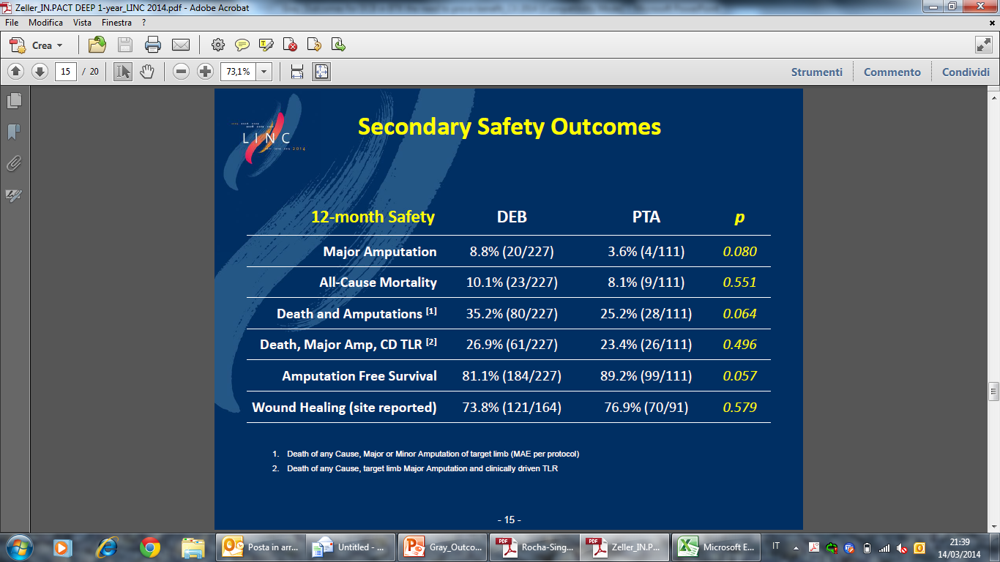 Zeller_IN.PACT DEEP 1-year_LINC 2014.pdf - Adobe Acrobat
File Modifica Vista Finestra ?
Crea
15 / 20 73,1% Strumenti Commento Condividi
LINC
2014
Secondary Safety Outcomes
12-month Safety DEB PTA p
Major Amputation 8.8% (20/227) 3.6% (4/111) 0.080
All-Cause Mortality 10.1% (23/227) 8.1% (9/111) 0.551
Death and Amputations [1] 35.2% (80/227) 25.2% (28/111) 0.064
Death, Major Amp, CD TLR [2] 26.9% (61/227) 23.4% (26/111) 0.496
Amputation Free Survival 81.1% (184/227) 89.2% (99/111) 0.057
Wound Healing (site reported) 73.8% (121/164) 76.9% (70/91) 0.579
1. Death of any Cause, Major or Minor Amputation of target limb (MAE per protocol)
2. Death of any Cause, target limb Major Amputation and clinically driven TLR
- 15 -
Posta in arr... Untitled - ... Gray_Outco... Rocha-Sing... Zeller_IN.P... Microsoft E... IT 21:39
14/03/2014